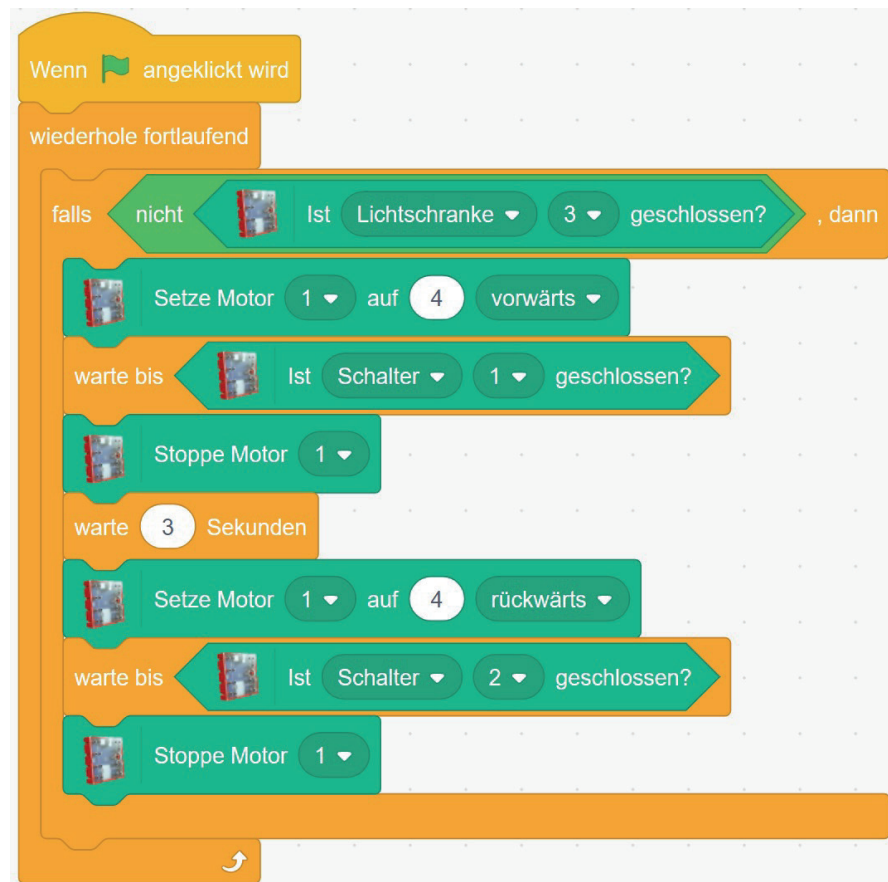 Wenn angeklickt wird
wiederhole fortlaufend
falls nicht Ist Lichtschranke 3 geschlossen? , dann
Setze Motor 1 auf 4 vorwärts
warte bis Ist Schalter 1 geschlossen?
Stoppe Motor 1
warte 3 Sekunden
Setze Motor 1 auf 4 rückwärts
warte bis Ist Schalter 2 geschlossen?
Stoppe Motor 1